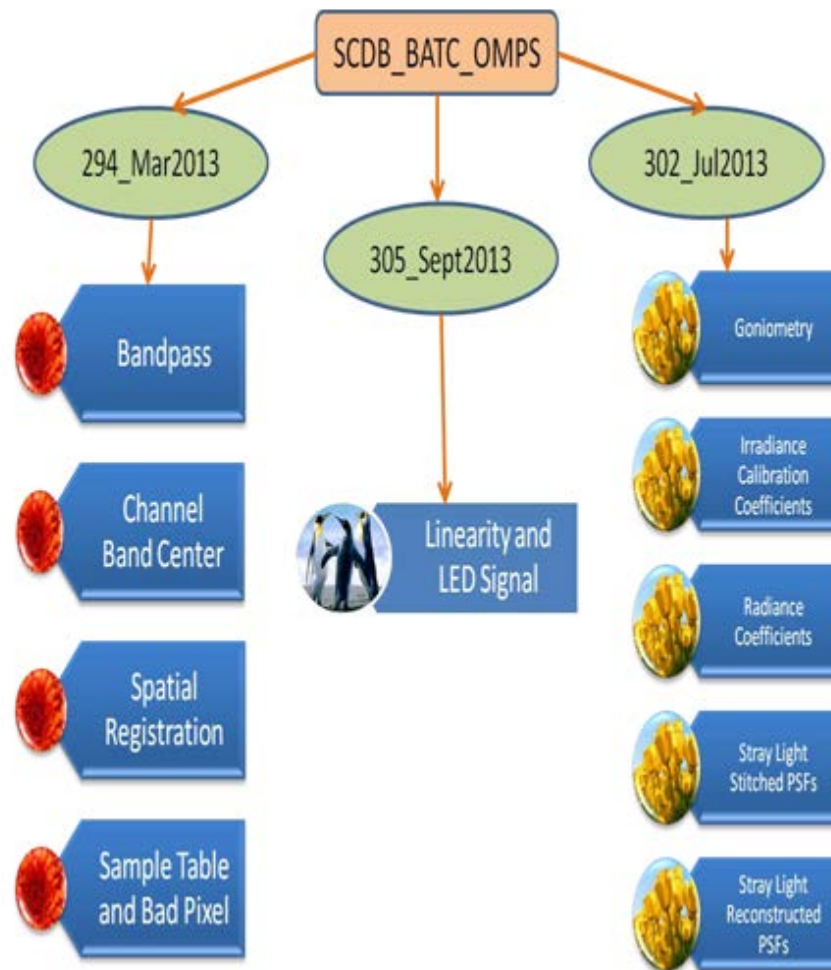 SCDB_BATC_OMPS
294_Mar2013
302_Jul2013
305_Sept2013
Bandpass
Channel
Band Center
Spatial
Registration
Sample Table
and Bad Pixel
Linearity and
LED Signal
Goniometry
Irradiance
Calibration
Coefficients
Radiance
Coefficients
Stray Light
Stitched PSFs
Stray Light
Reconstructed
PSFs